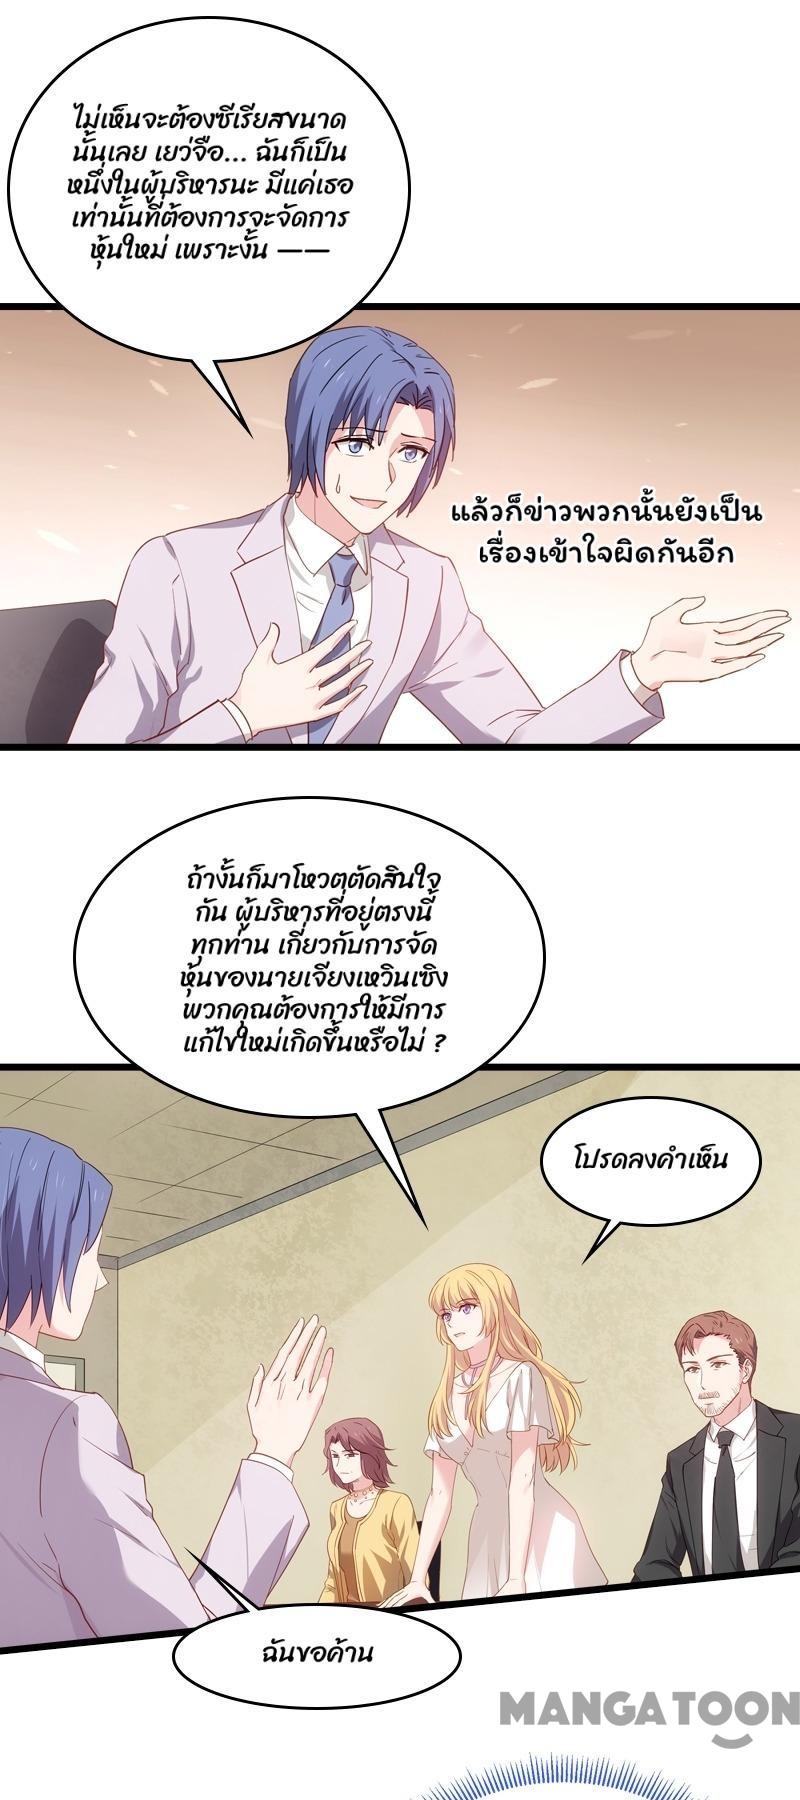 ไม่เห็นจะต้องซีเรียสขนาด
นั้นเลย เยว่จือ... ฉันก็เป็น
หนึ่งในผู้บริหารนะ มีแค่เธอ
เท่านั้นที่ต้องการจะจัดการ
หุ้นใหม่ เพราะงั้น ——
แล้วก็ข่าวพวกนั้นยังเป็น
เรื่องเข้าใจผิดกันอีก
ถ้างั้นก็มาโหวตตัดสินใจ
กัน ผู้บริหารที่อยู่ตรงนี้
ทุกท่าน เกี่ยวกับการจัด
หุ้นของนายเจียงเหวินเซิง
พวกคุณต้องการให้มีการ
แก้ไขใหม่เกิดขึ้นหรือไม่ ?
โปรดลงคำเห็น
ฉันขอค้าน
MANGATOON